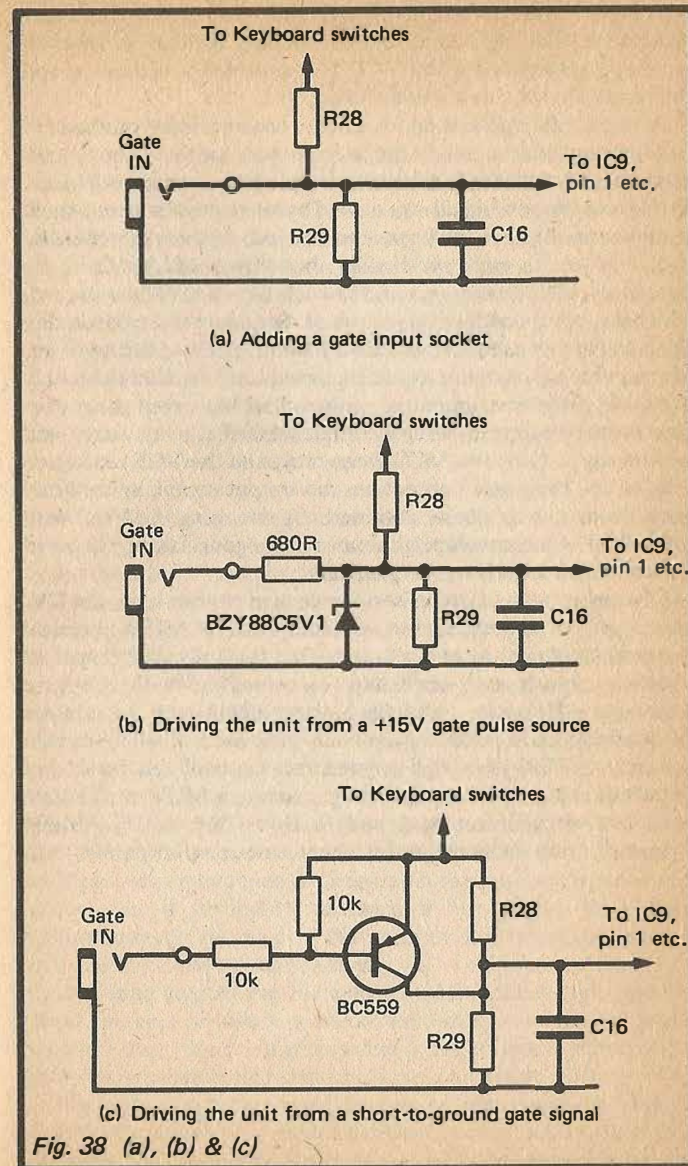 To Keyboard switches
R28
Gate
IN
To IC9,
pin 1 etc.
R29
C16
(a) Adding a gate input socket
To Keyboard switches
R28
Gate
IN
680R
To IC9,
pin 1 etc.
BZY88C5V1
R29
C16
(b) Driving the unit from a +15V gate pulse source
To Keyboard switches
10k
R28
Gate
IN
To IC9,
pin 1 etc.
10k
BC559
R29
C16
(c) Driving the unit from a short-to-ground gate signal
Fig. 38 (a), (b) & (c)